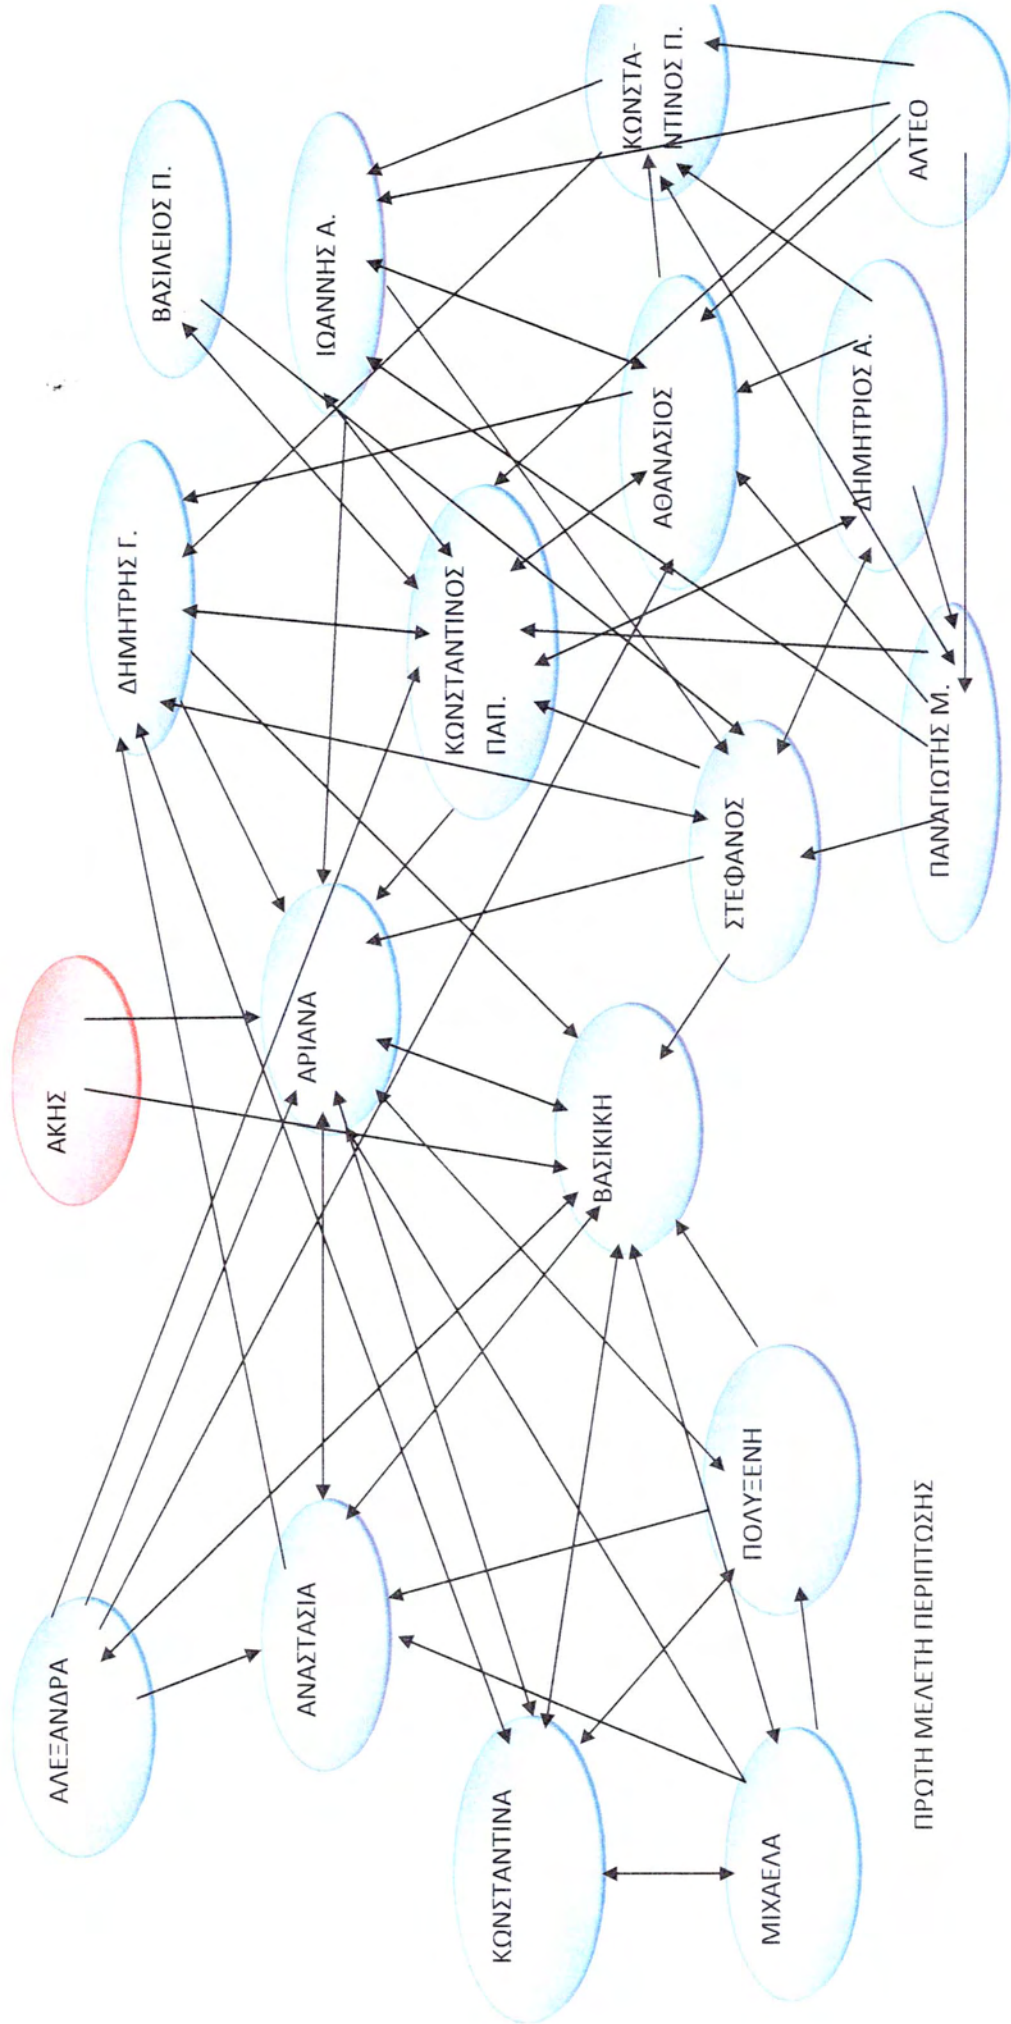 ΑΚΗΣ
ΔΗΜΗΤΡΗΣ Γ.
ΒΑΣΙΛΕΙΟΣ Π.
ΑΛΕΞΑΝΔΡΑ
ΑΡΙΑΝΑ
ΙΩΑΝΝΗΣ Α.
ΑΝΑΣΤΑΣΙΑ
ΚΩΝΣΤΑΝΤΙΝΟΣ
ΠΑΠ.
ΚΩΝΣΤΑΝΤΙΝΑ
ΒΑΣΙΚΙΚΗ
ΑΘΑΝΑΣΙΟΣ
ΚΩΝΣΤΑ-
ΝΤΙΝΟΣ Π.
ΣΤΕΦΑΝΟΣ
ΠΟΛΥΞΕΝΗ
ΜΙΧΑΕΛΑ
ΔΗΜΗΤΡΙΟΣ Α.
ΑΛΤΕΟ
ΠΑΝΑΓΙΩΤΗΣ Μ.
ΠΡΩΤΗ ΜΕΛΕΤΗ ΠΕΡΙΠΤΩΣΗΣ